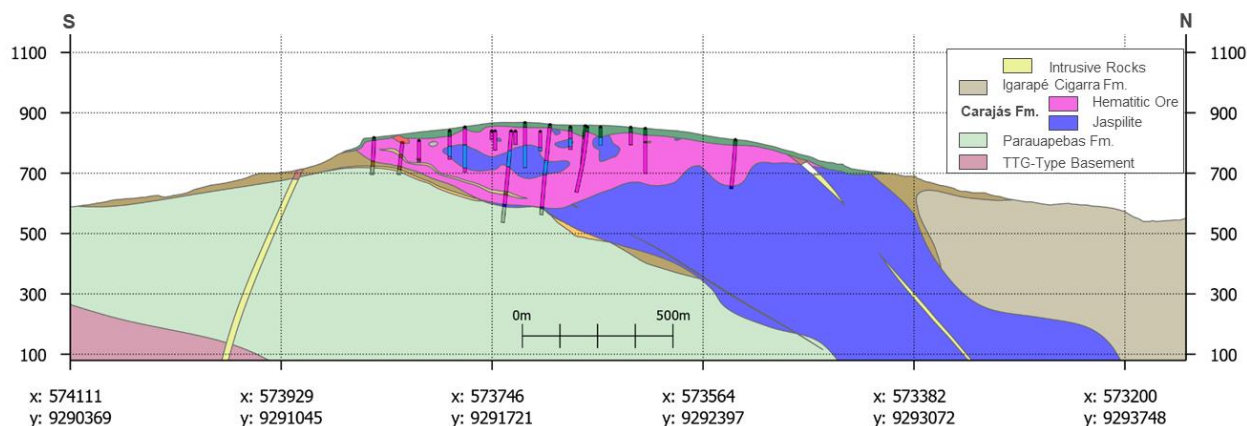 S N
1100 1100
900 900
700 700
500 500
300 300
100 100
Intrusive Rocks
Igarapé Cigarra Fm.
Carajás Fm. Hematitic Ore
Jaspilite
Parauapebas Fm.
TTG-Type Basement
0m 500m
x: 574111 x: 573929 x: 573746 x: 573564 x: 573382 x: 573200
y: 9290369 y: 9291045 y: 9291721 y: 9292397 y: 9293072 y: 9293748